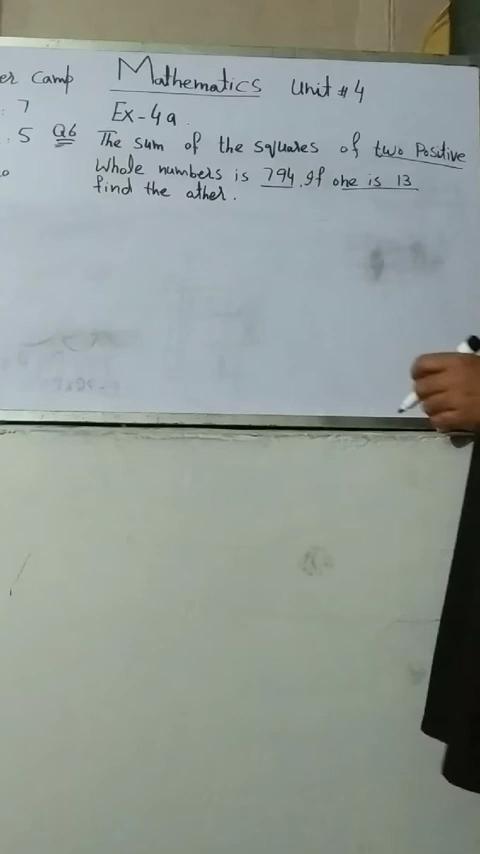 er Camp Mathematics Unit # 4
: 7 Ex-4a.
. 5 Q6 The sum of the squares of two Positive
Whole numbers is 794. If one is 13
find the ather.